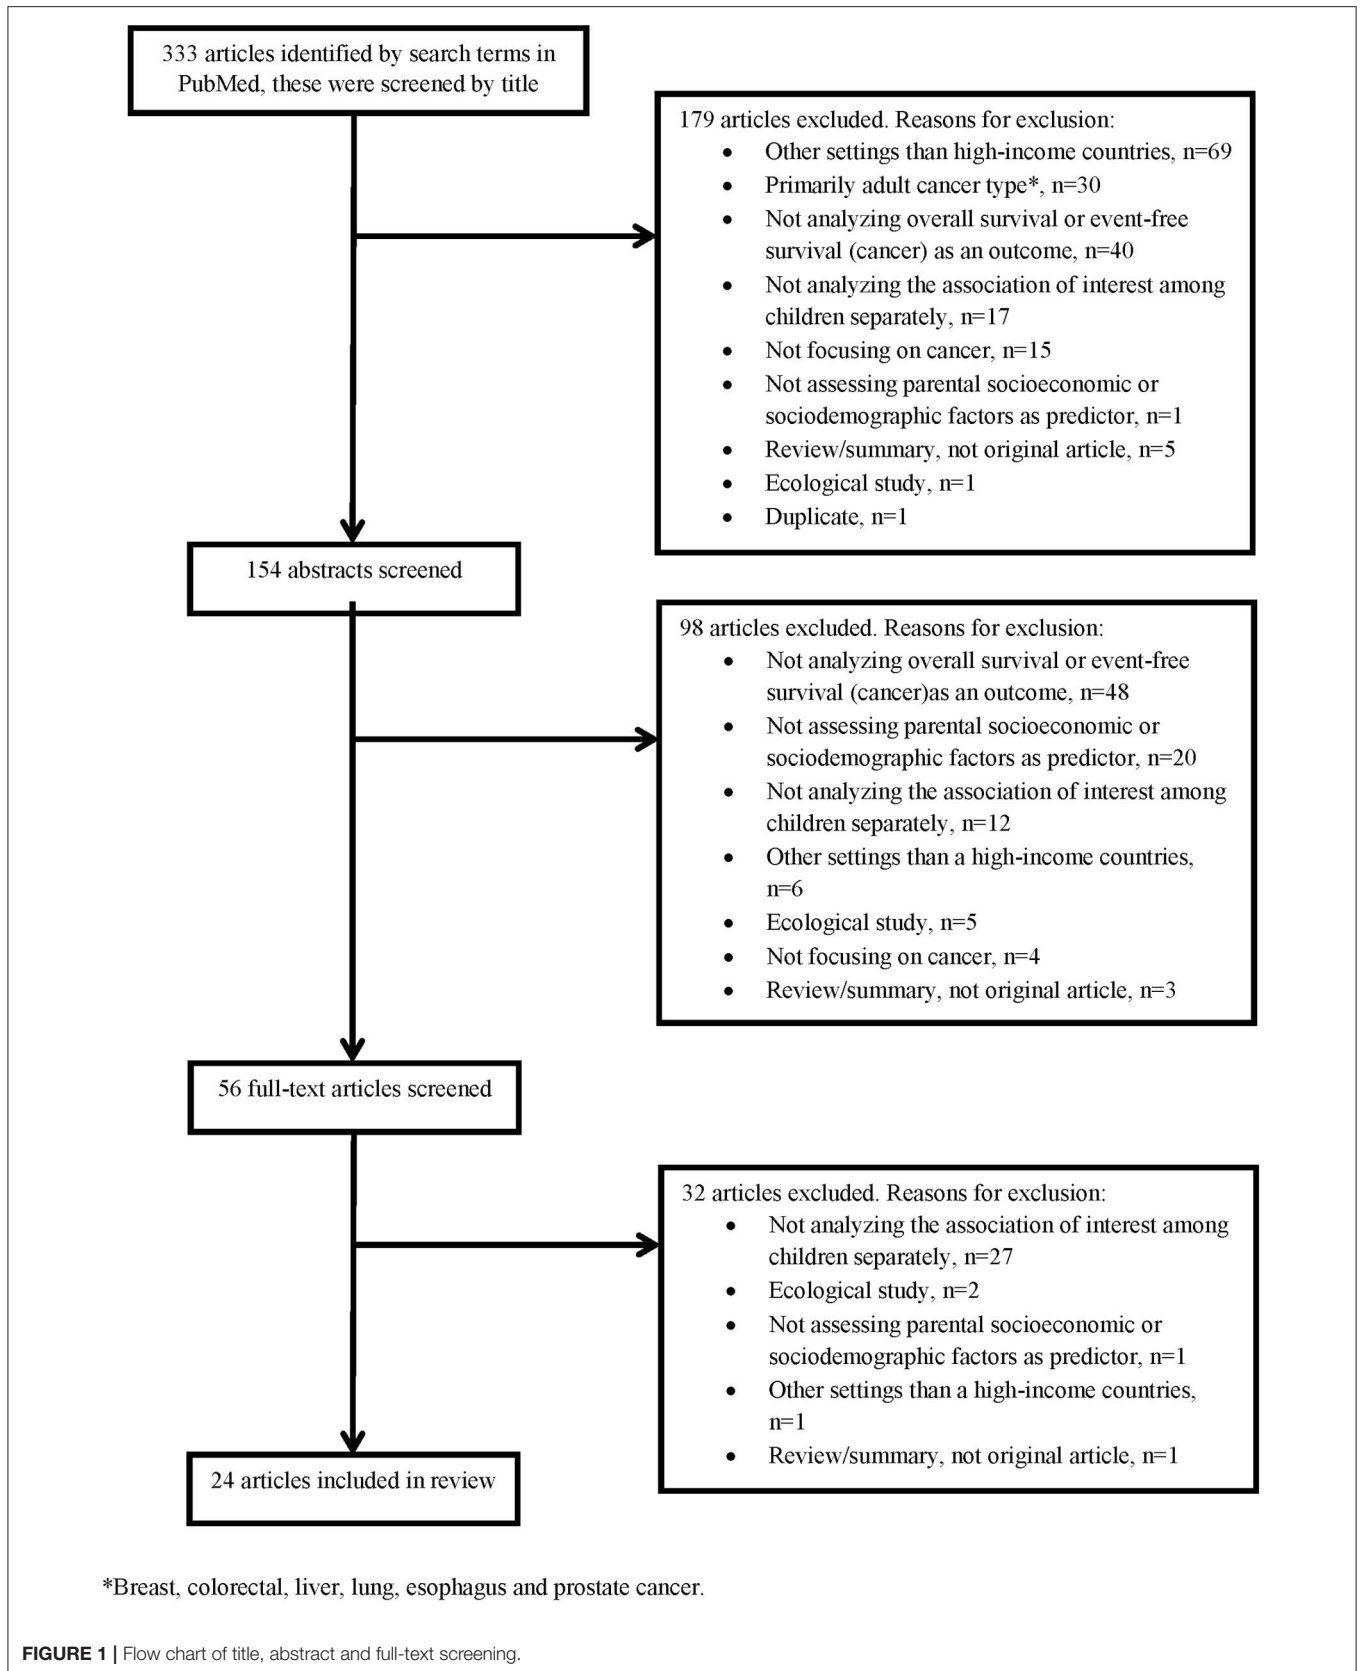 333 articles identified by search terms in
PubMed, these were screened by title
179 articles excluded. Reasons for exclusion:
• Other settings than high-income countries, n=69
• Primarily adult cancer type*, n=30
• Not analyzing overall survival or event-free
survival (cancer) as an outcome, n=40
• Not analyzing the association of interest among
children separately, n=17
• Not focusing on cancer, n=15
• Not assessing parental socioeconomic or
sociodemographic factors as predictor, n=1
• Review/summary, not original article, n=5
• Ecological study, n=1
• Duplicate, n=1
154 abstracts screened
98 articles excluded. Reasons for exclusion:
• Not analyzing overall survival or event-free
survival (cancer)as an outcome, n=48
• Not assessing parental socioeconomic or
sociodemographic factors as predictor, n=20
• Not analyzing the association of interest among
children separately, n=12
• Other settings than a high-income countries,
n=6
• Ecological study, n=5
• Not focusing on cancer, n=4
• Review/summary, not original article, n=3
56 full-text articles screened
32 articles excluded. Reasons for exclusion:
• Not analyzing the association of interest among
children separately, n=27
• Ecological study, n=2
• Not assessing parental socioeconomic or
sociodemographic factors as predictor, n=1
• Other settings than a high-income countries,
n=1
• Review/summary, not original article, n=1
24 articles included in review
*Breast, colorectal, liver, lung, esophagus and prostate cancer.
FIGURE 1 | Flow chart of title, abstract and full-text screening.